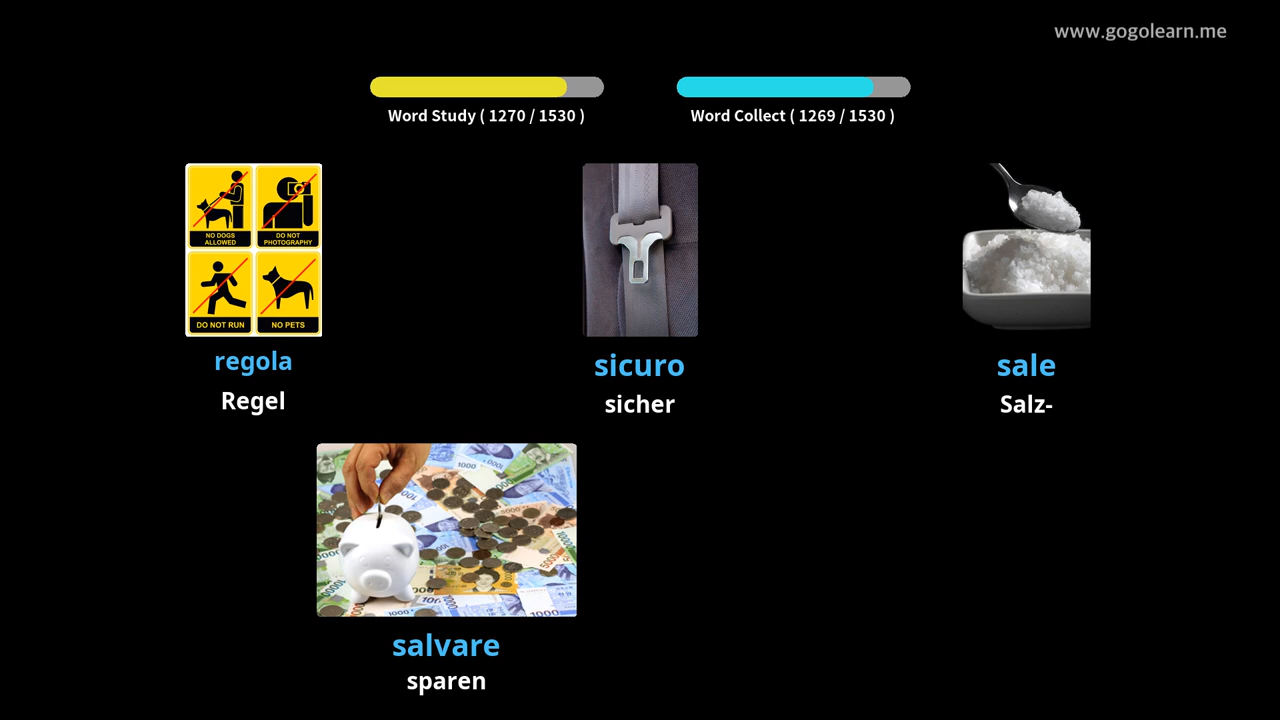 www.gogolearn.me
Word Study ( 1270 / 1530 )
Word Collect ( 1269 / 1530 )
NO DOGS
ALLOWED
DO NOT
PHOTOGRAPHY
DO NOT RUN
NO PETS
regola
Regel
sicuro
sicher
sale
Salz-
salvare
sparen